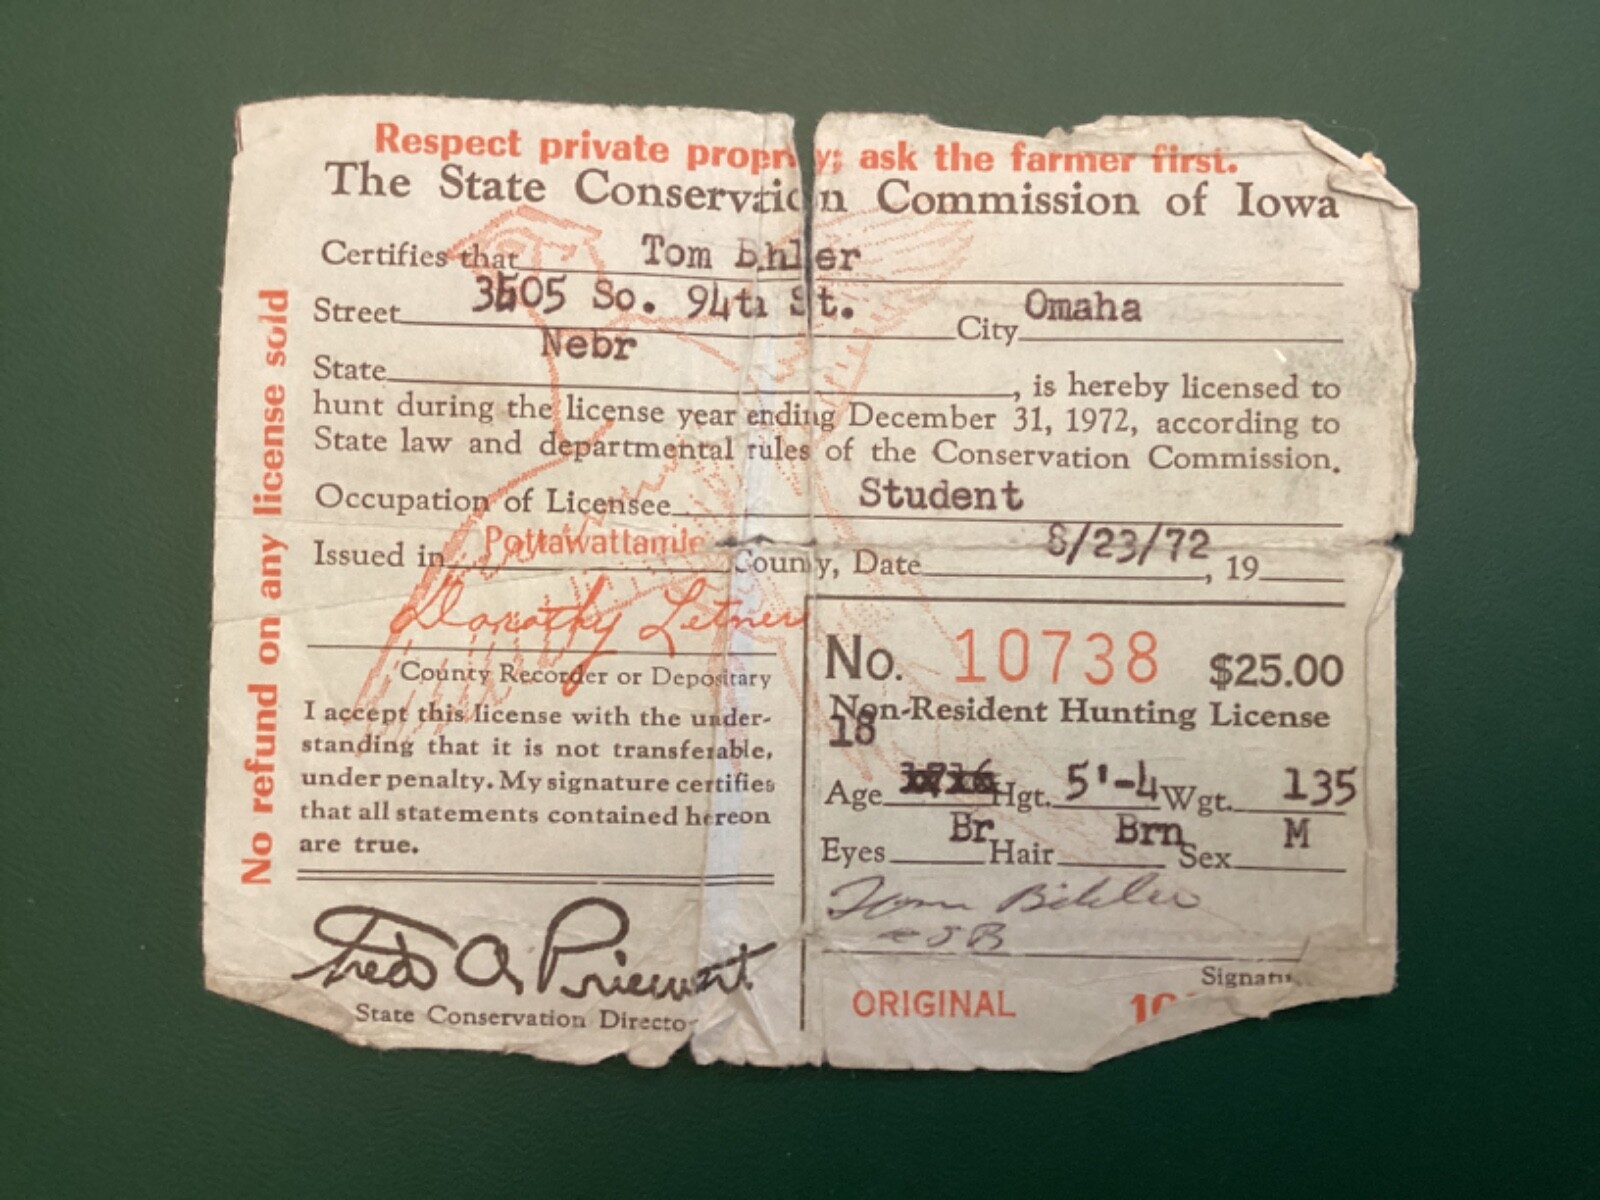 Respect private property; ask the farmer first.
The State Conservation Commission of Iowa
Certifies that Tom Ehler
Street 3505 So. 94th St. City Omaha
State Nebr , is hereby licensed to
hunt during the license year ending December 31, 1972, according to
State law and departmental rules of the Conservation Commission.
Occupation of Licensee Student
Issued in Pottawattamie County, Date 8/23/72, 19
Dorothy Letner
County Recorder or Depositary
I accept this license with the under-
standing that it is not transferable,
under penalty. My signature certifies
that all statements contained hereon
are true.
Fred A. Priewert
State Conservation Director
No. 10738 $25.00
Non-Resident Hunting License
18
Age Hgt. 5'-4 Wgt. 135
Eyes Br Hair Brn Sex M
Tom
Signatu
ORIGINAL
No refund on any license sold